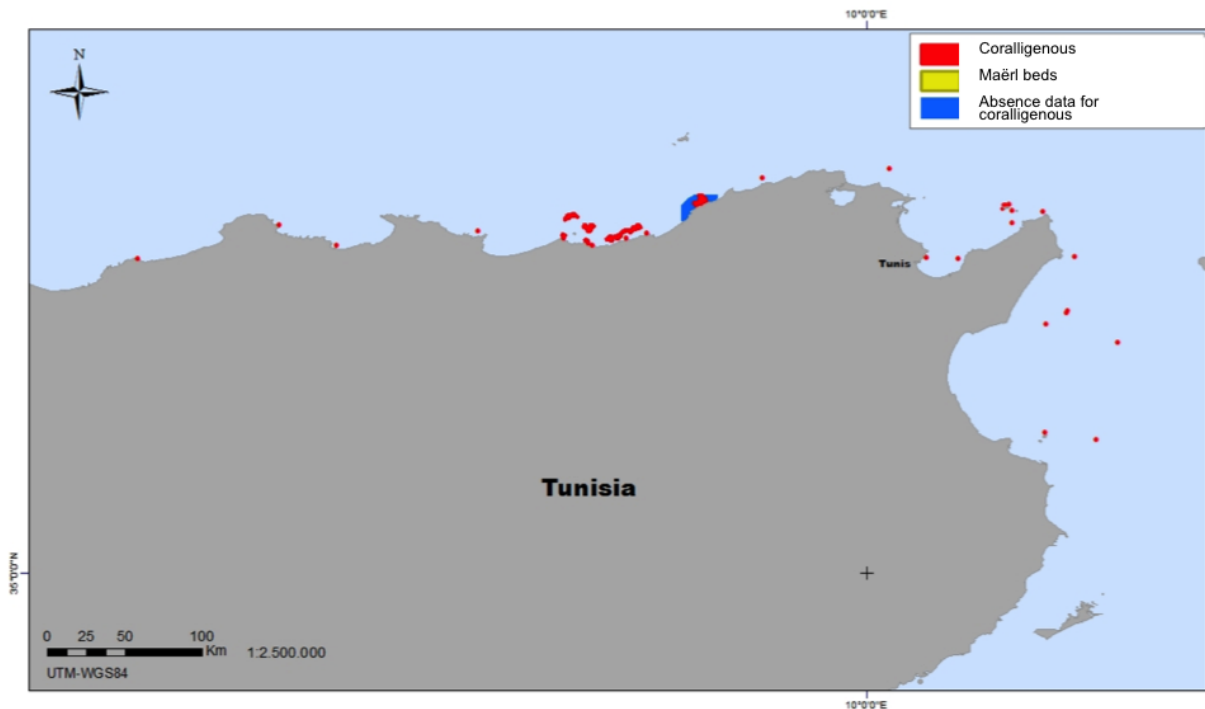 10°0'0"E
N
Coralligenous
Maërl beds
Absence data for
coralligenous
Tunis
Tunisia
35°0'0"N
0 25 50 100
Km 1:2.500.000
UTM-WGS84
10°0'0"E